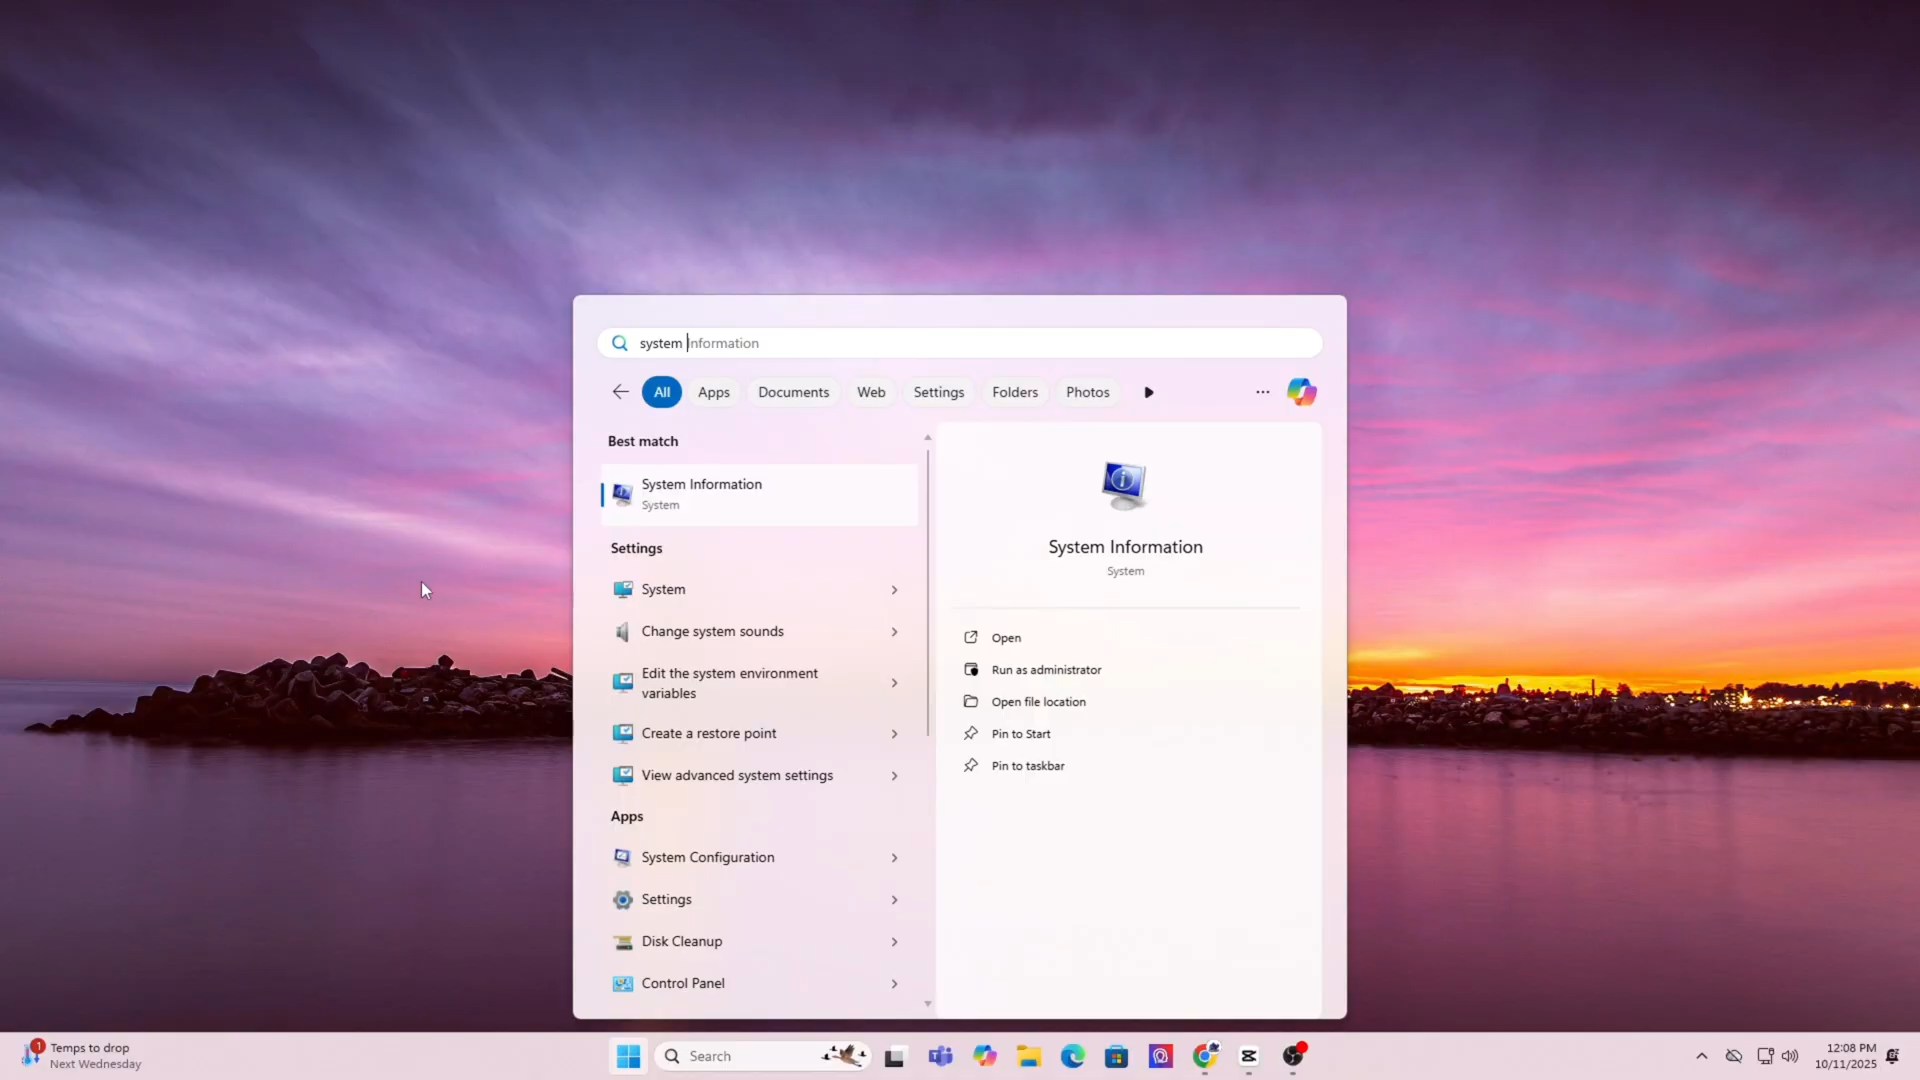 system information
All
Apps
Documents
Web
Settings
Folders
Photos
Best match
System Information
System
Settings
System
Change system sounds
Edit the system environment
variables
Create a restore point
View advanced system settings
Apps
System Configuration
Settings
Disk Cleanup
Control Panel
System Information
System
Open
Run as administrator
Open file location
Pin to Start
Pin to taskbar
1
Temps to drop
Next Wednesday
Search
12:08 PM
10/11/2025